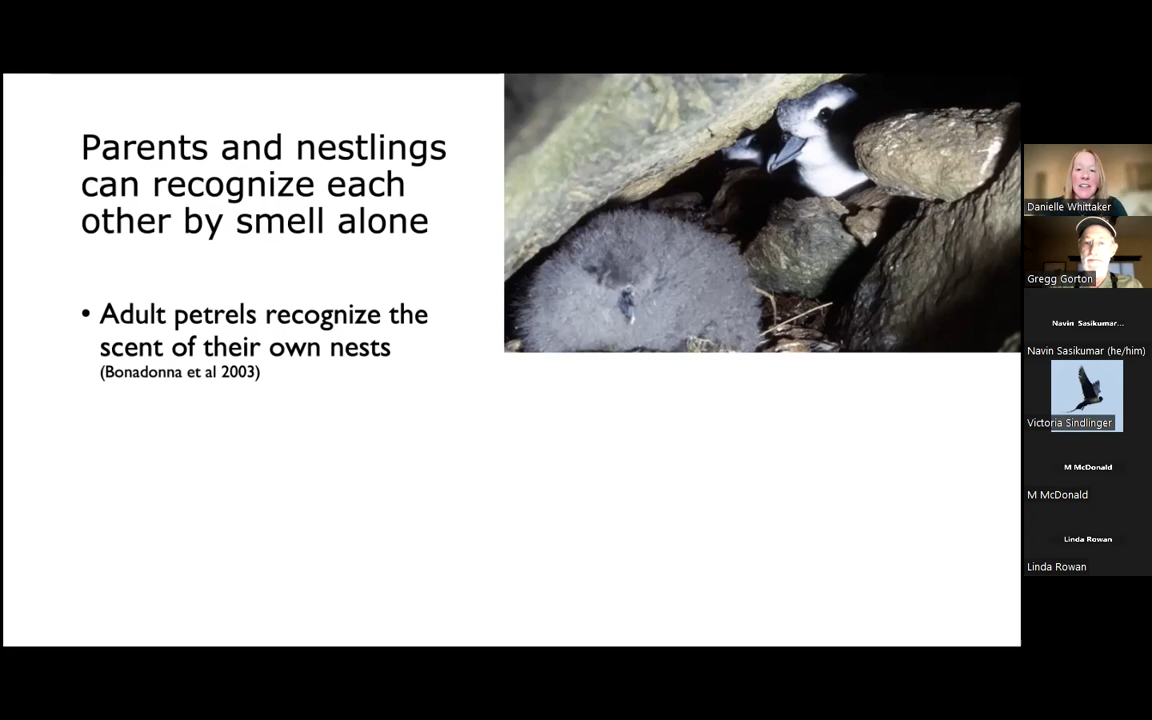 Parents and nestlings
can recognize each
other by smell alone
• Adult petrels recognize the
scent of their own nests
(Bonadonna et al 2003)
Danielle Whittaker
Gregg Gorton
Navin Sasikumar...
Navin Sasikumar (he/him)
Victoria Sindlinger
M McDonald
M McDonald
Linda Rowan
Linda Rowan